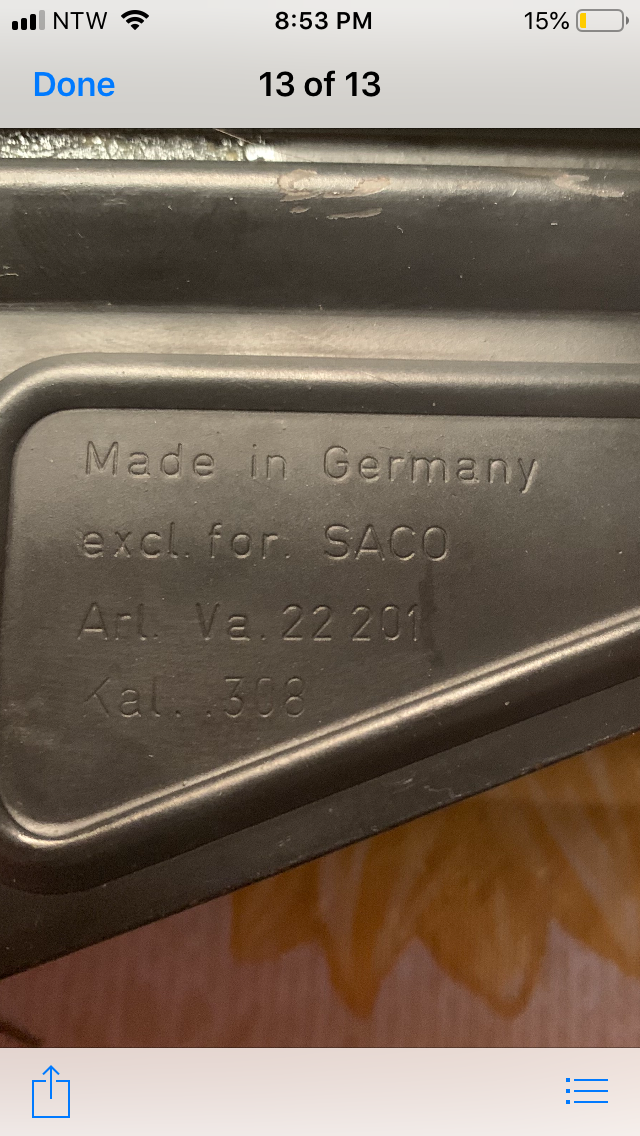 NTW 8:53 PM 15%
Done 13 of 13
Made in Germany
excl. for. SACO
Art. Va. 22 201
Kal. .308